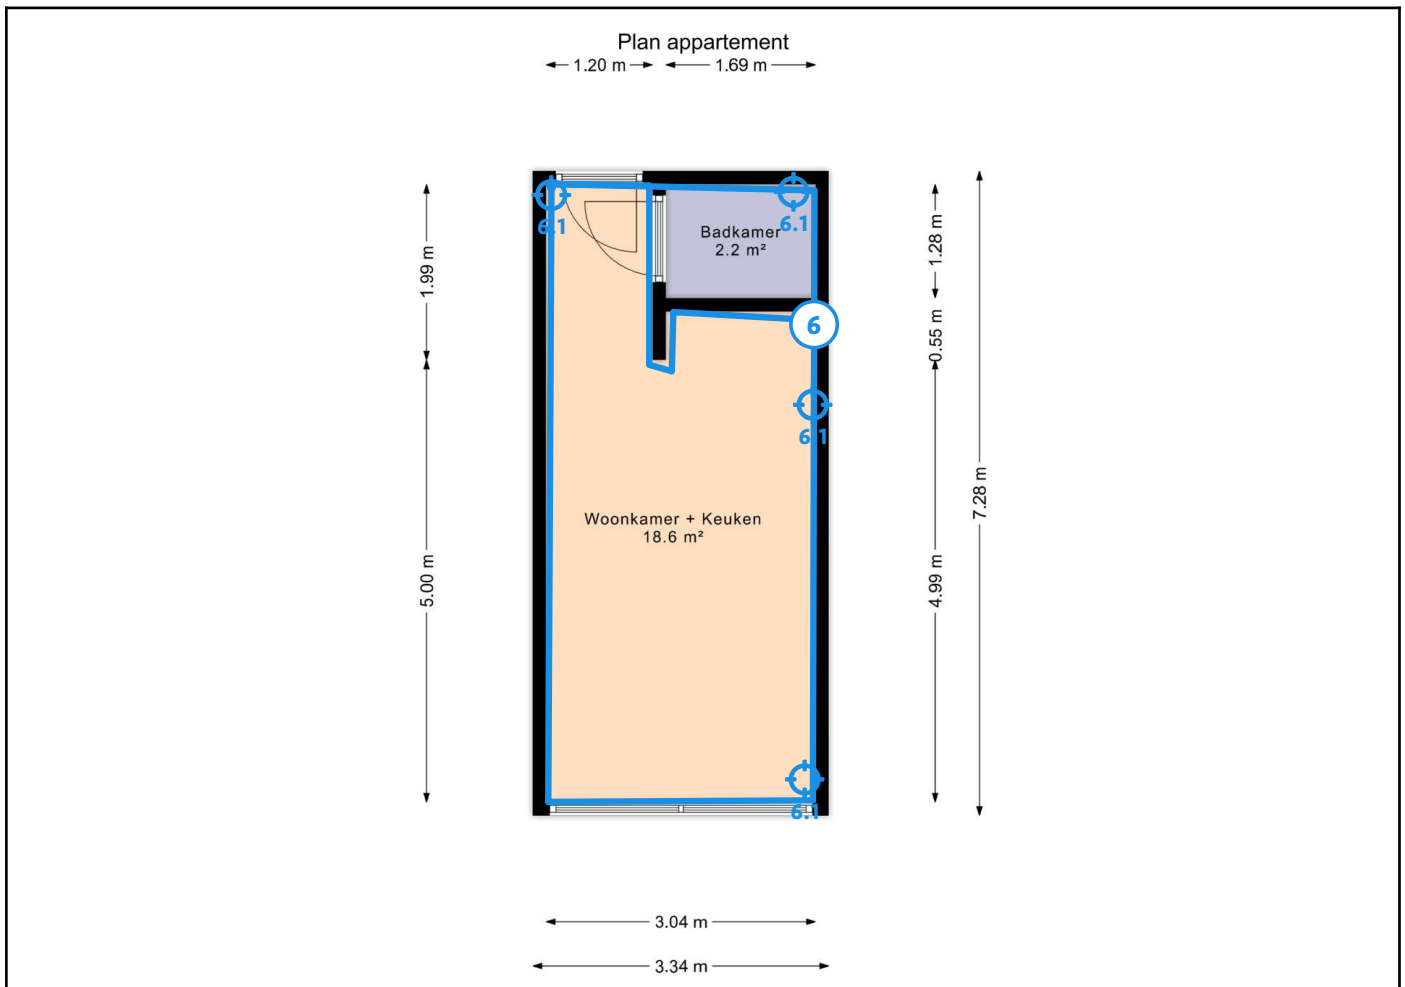 Plan appartement
1.20 m
1.69 m
6.1
6.1
Badkamer
2.2 m²
1.99 m
1.28 m
6
0.55 m
6.1
7.28 m
Woonkamer + Keuken
18.6 m²
5.00 m
4.99 m
6.1
3.04 m
3.34 m